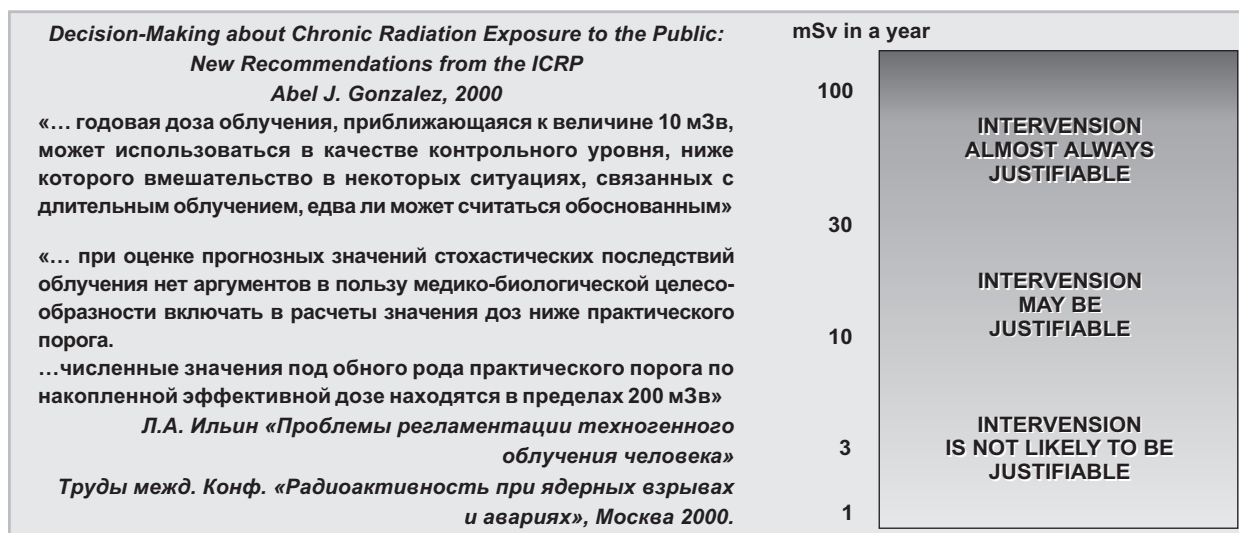 Decision-Making about Chronic Radiation Exposure to the Public:
New Recommendations from the ICRP
Abel J. Gonzalez, 2000
«… годовая доза облучения, приближающаяся к величине 10 мЗв,
может использоваться в качестве контрольного уровня, ниже
которого вмешательство в некоторых ситуациях, связанных с
длительным облучением, едва ли может считаться обоснованным»
«… при оценке прогнозных значений стохастических последствий
облучения нет аргументов в пользу медико-биологической целесо-
образности включать в расчеты значения доз ниже практического
порога.
…численные значения под обного рода практического порога по
накопленной эффективной дозе находятся в пределах 200 мЗв»
Л.А. Ильин «Проблемы регламентации техногенного
облучения человека»
Труды межд. Конф. «Радиоактивность при ядерных взрывах
и авариях», Москва 2000.
mSv in a year
100
INTERVENSION
ALMOST ALWAYS
JUSTIFIABLE
30
INTERVENSION
MAY BE
JUSTIFIABLE
10
INTERVENSION
IS NOT LIKELY TO BE
JUSTIFIABLE
3
1